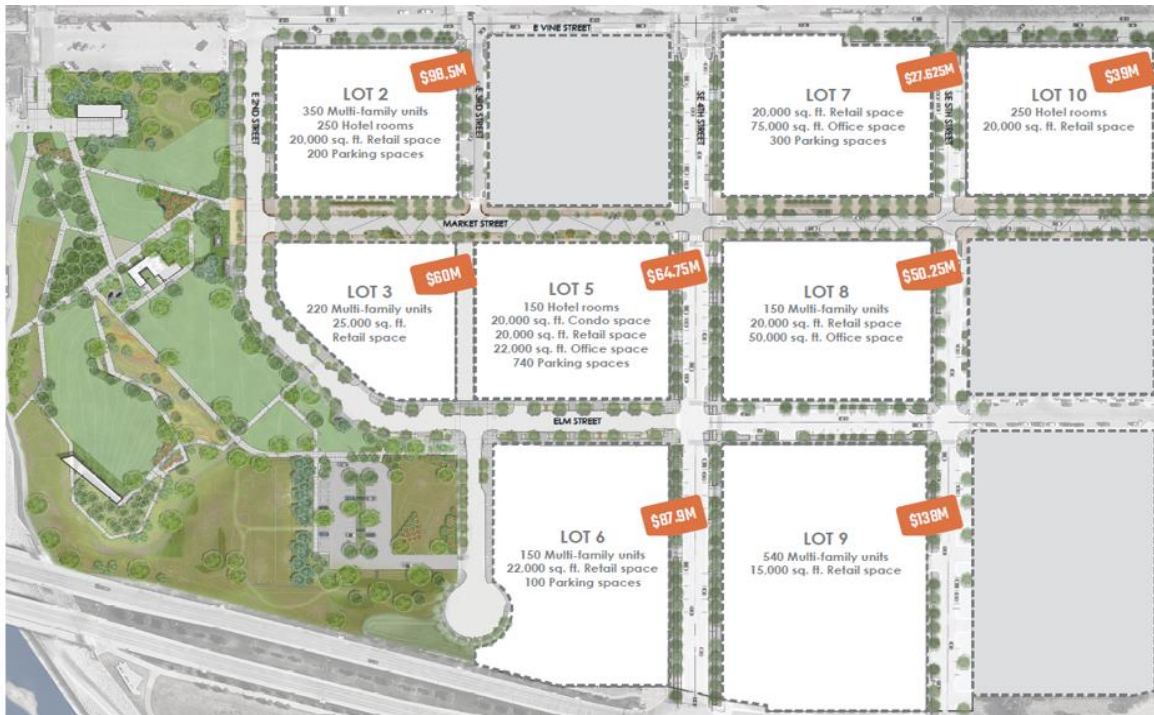 E VINE STREET
E 2ND STREET
E 3RD STREET
SE 4TH STREET
SE 5TH STREET
LOT 2
350 Multi-family units
250 Hotel rooms
20,000 sq. ft. Retail space
200 Parking spaces
$98.5M
LOT 7
20,000 sq. ft. Retail space
75,000 sq. ft. Office space
300 Parking spaces
$27.625M
LOT 10
250 Hotel rooms
20,000 sq. ft. Retail space
$39M
MARKET STREET
LOT 3
220 Multi-family units
25,000 sq. ft.
Retail space
$60M
LOT 5
150 Hotel rooms
20,000 sq. ft. Condo space
20,000 sq. ft. Retail space
22,000 sq. ft. Office space
740 Parking spaces
$64.75M
LOT 8
150 Multi-family units
20,000 sq. ft. Retail space
50,000 sq. ft. Office space
$50.25M
ELM STREET
LOT 6
150 Multi-family units
22,000 sq. ft. Retail space
100 Parking spaces
$87.9M
LOT 9
540 Multi-family units
15,000 sq. ft. Retail space
$138M